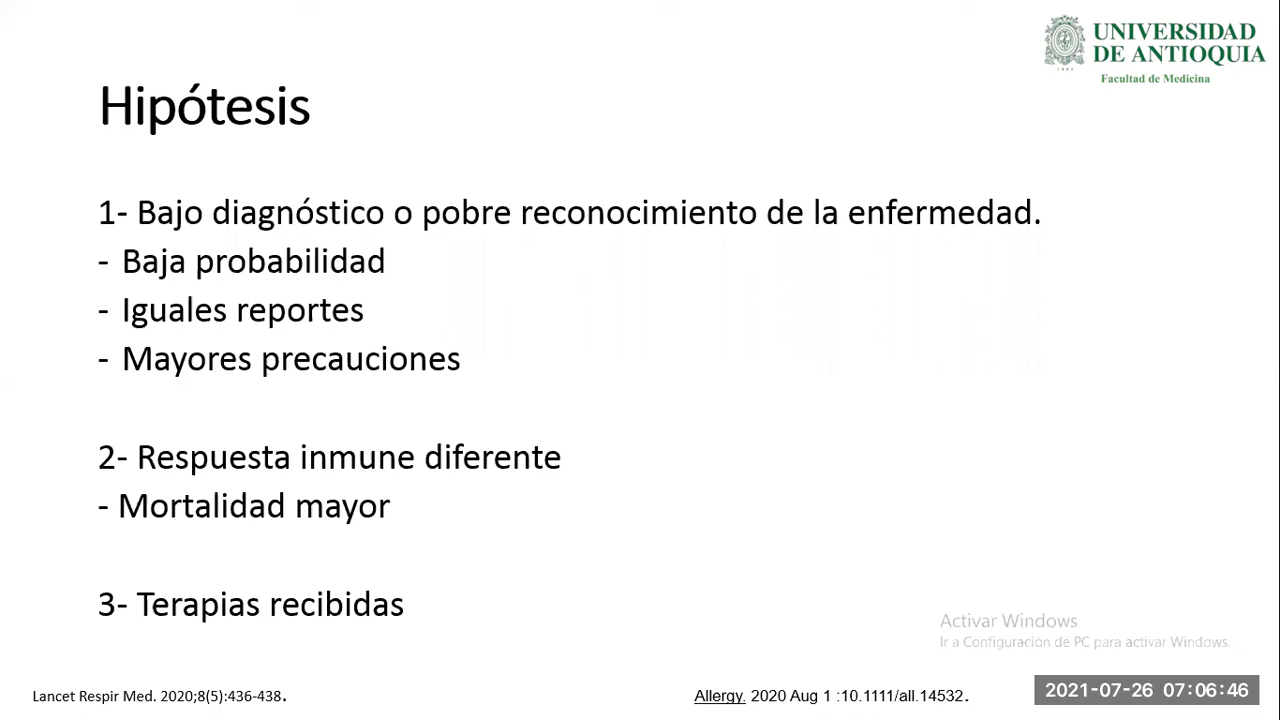 UNIVERSIDAD
DE ANTIOQUIA
1803
Facultad de Medicina
Hipótesis
1- Bajo diagnóstico o pobre reconocimiento de la enfermedad.
- Baja probabilidad
- Iguales reportes
- Mayores precauciones
2- Respuesta inmune diferente
- Mortalidad mayor
3- Terapias recibidas
Activar Windows
Ir a Configuración de PC para activar Windows.
Lancet Respir Med. 2020;8(5):436-438.
Allergy. 2020 Aug 1 :10.1111/all.14532.
2021-07-26 07:06:46